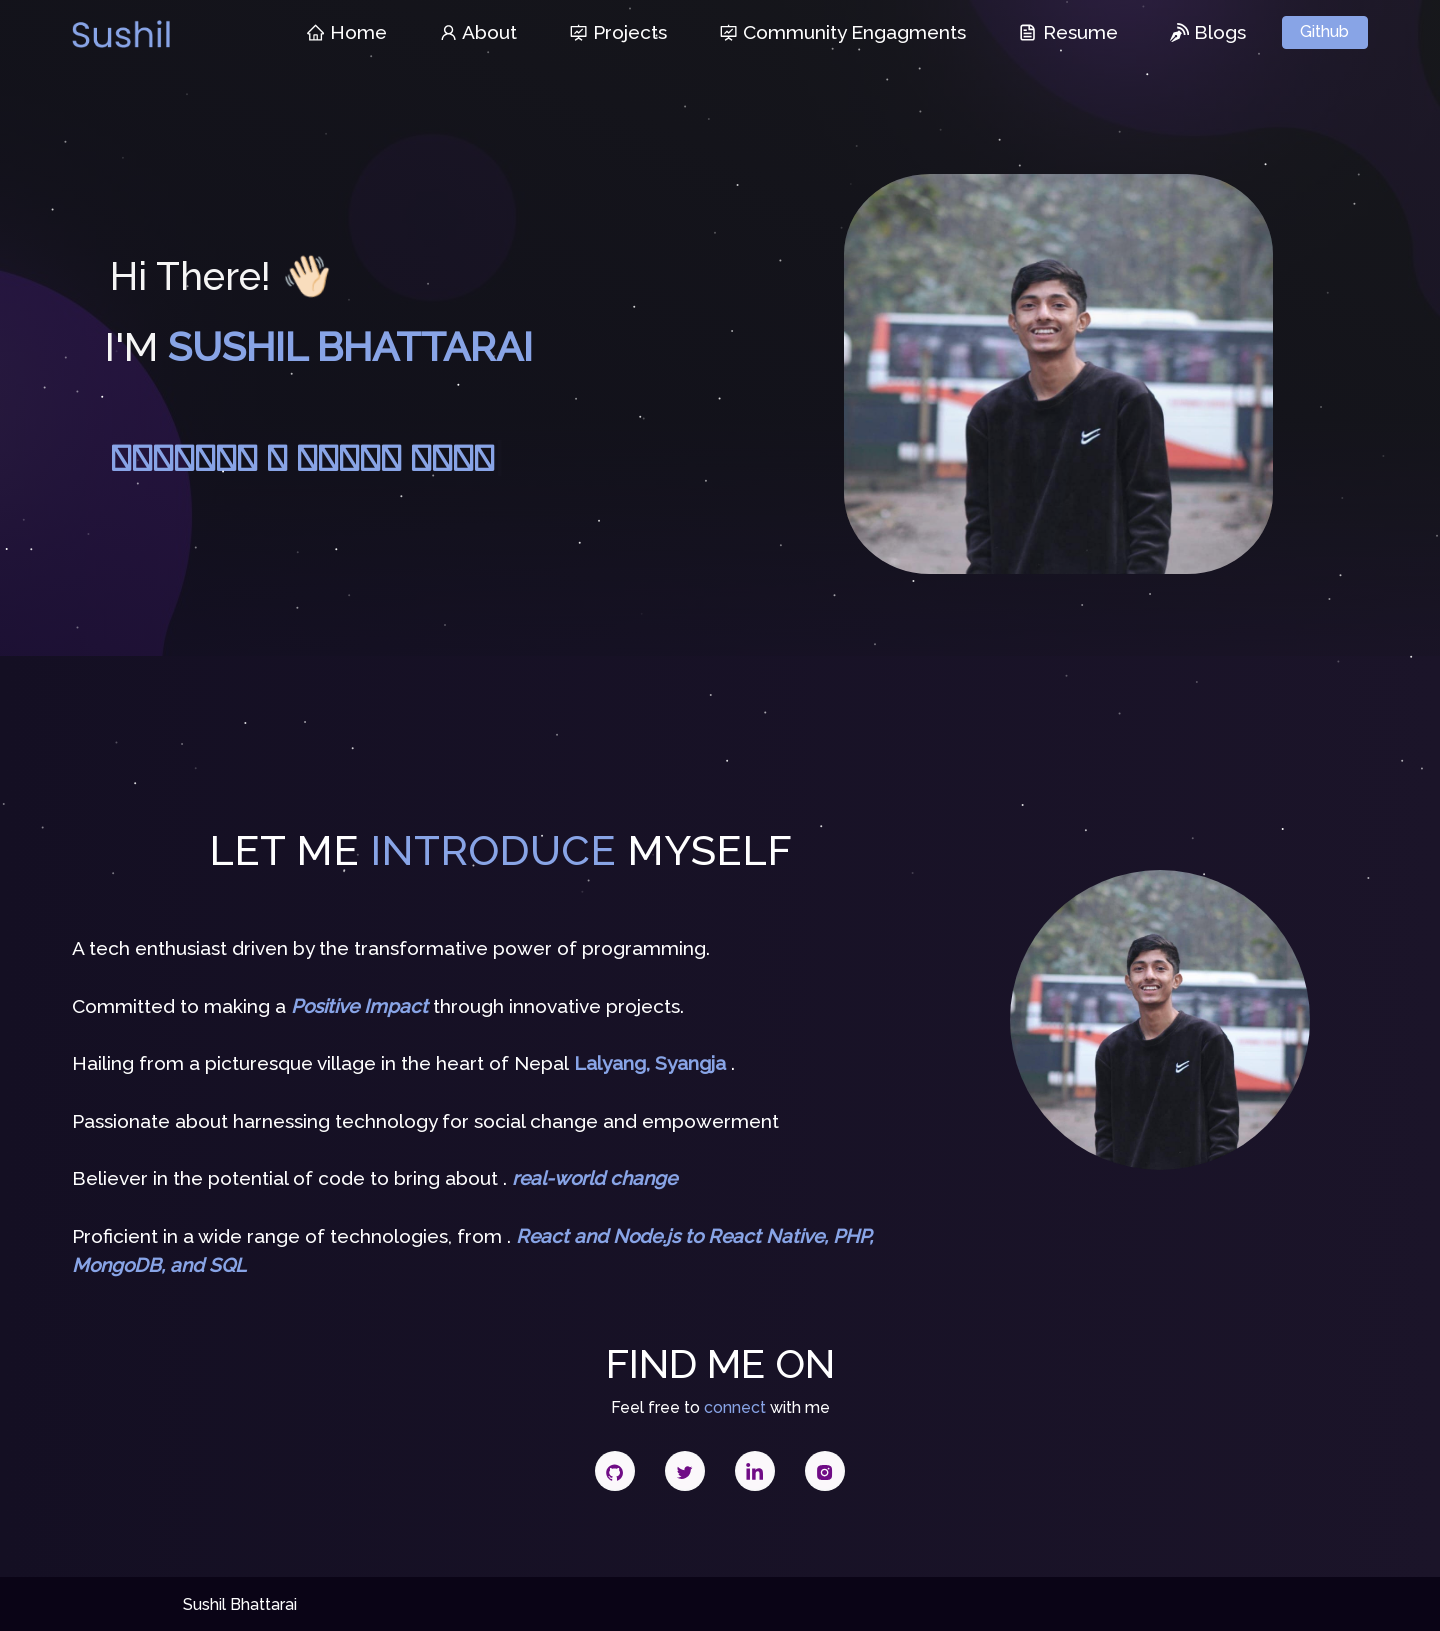 Sushil
Home
About
Projects
Community Engagments
Resume
Blogs
Github
Hi There! 👋🏻
I'M SUSHIL BHATTARAI
LET ME INTRODUCE MYSELF
A tech enthusiast driven by the transformative power of programming.
Committed to making a Positive Impact through innovative projects.
Hailing from a picturesque village in the heart of Nepal Lalyang, Syangja .
Passionate about harnessing technology for social change and empowerment
Believer in the potential of code to bring about . real-world change
Proficient in a wide range of technologies, from . React and Node.js to React Native, PHP,
MongoDB, and SQL
FIND ME ON
Feel free to connect with me
Sushil Bhattarai